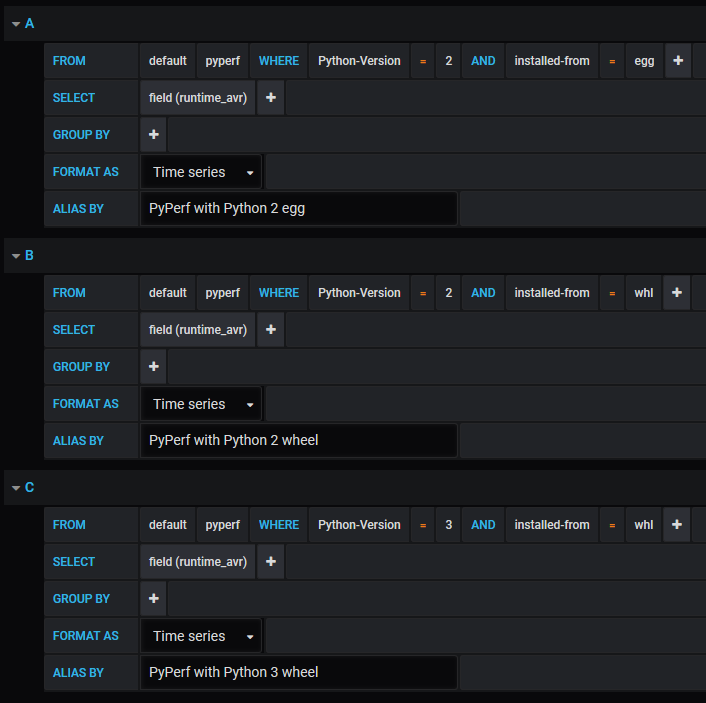 A
FROM default pyperf WHERE Python-Version = 2 AND installed-from = egg +
SELECT field (runtime_avr) +
GROUP BY +
FORMAT AS Time series
ALIAS BY PyPerf with Python 2 egg
B
FROM default pyperf WHERE Python-Version = 2 AND installed-from = whl +
SELECT field (runtime_avr) +
GROUP BY +
FORMAT AS Time series
ALIAS BY PyPerf with Python 2 wheel
C
FROM default pyperf WHERE Python-Version = 3 AND installed-from = whl +
SELECT field (runtime_avr) +
GROUP BY +
FORMAT AS Time series
ALIAS BY PyPerf with Python 3 wheel